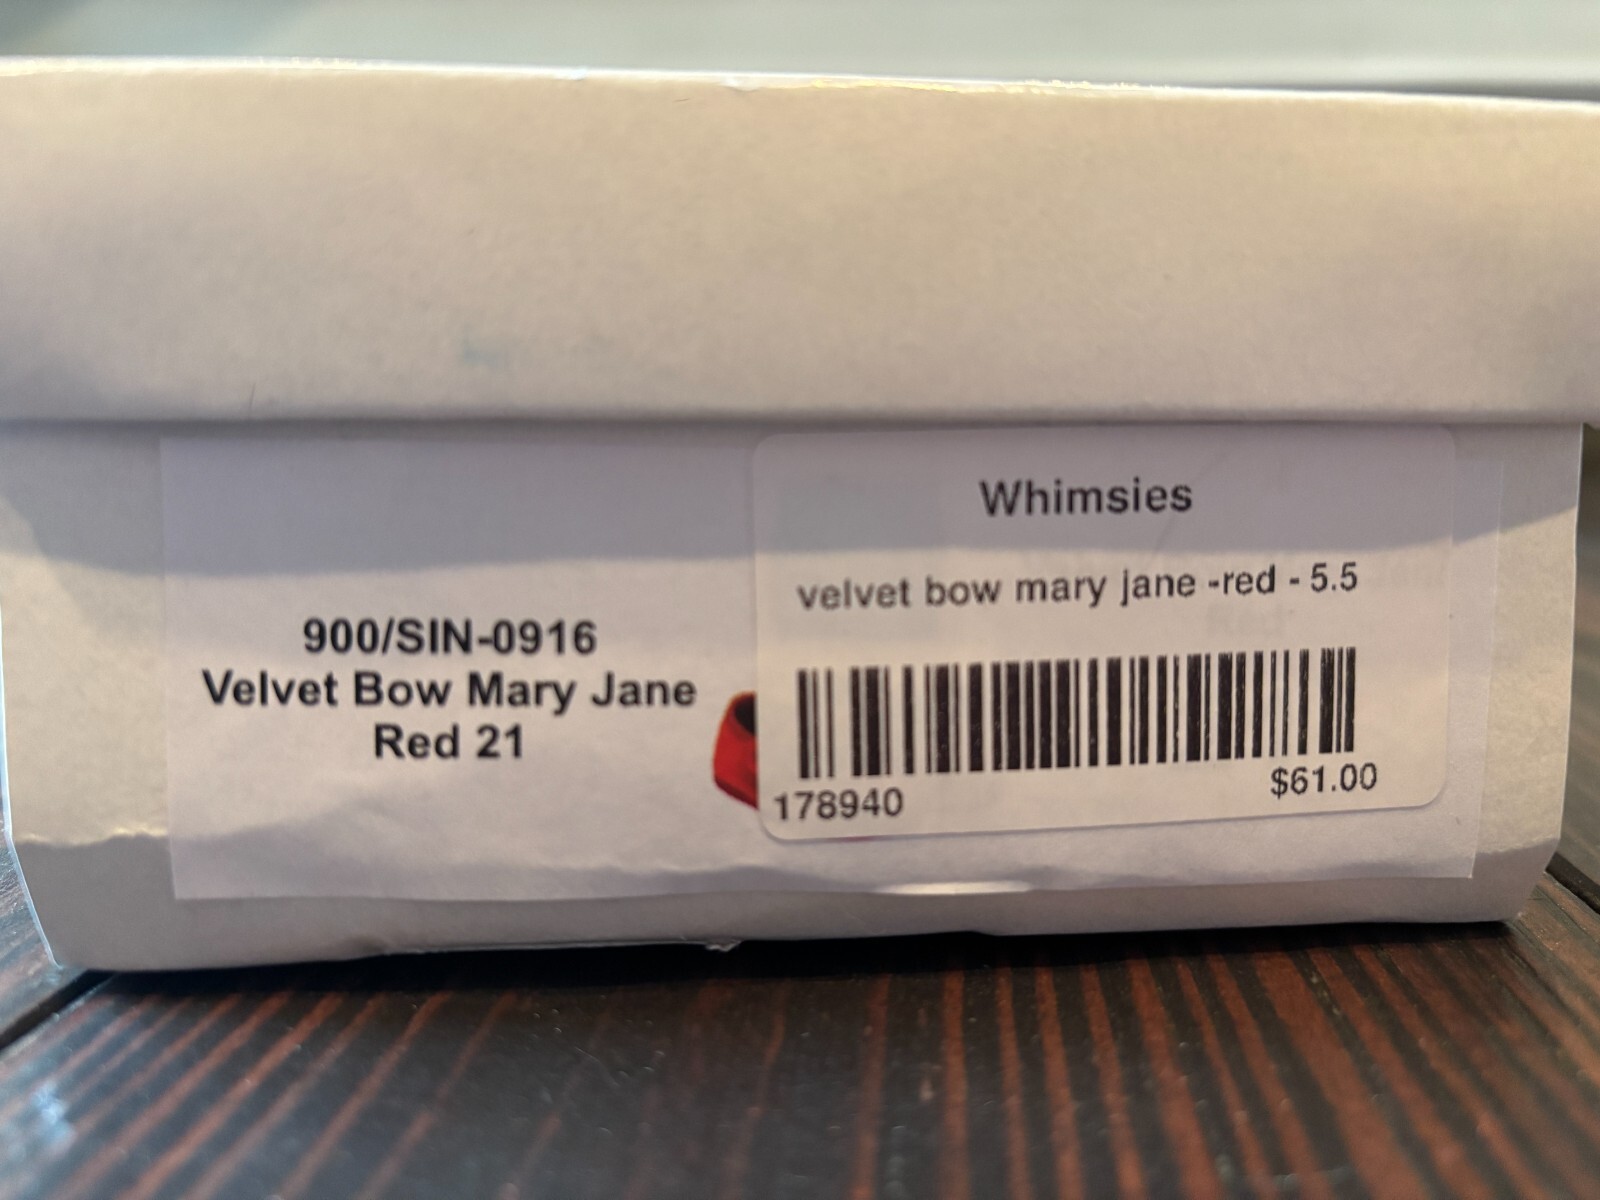 900/SIN-0916
Velvet Bow Mary Jane
Red 21
Whimsies
velvet bow mary jane -red - 5.5
178940
$61.00